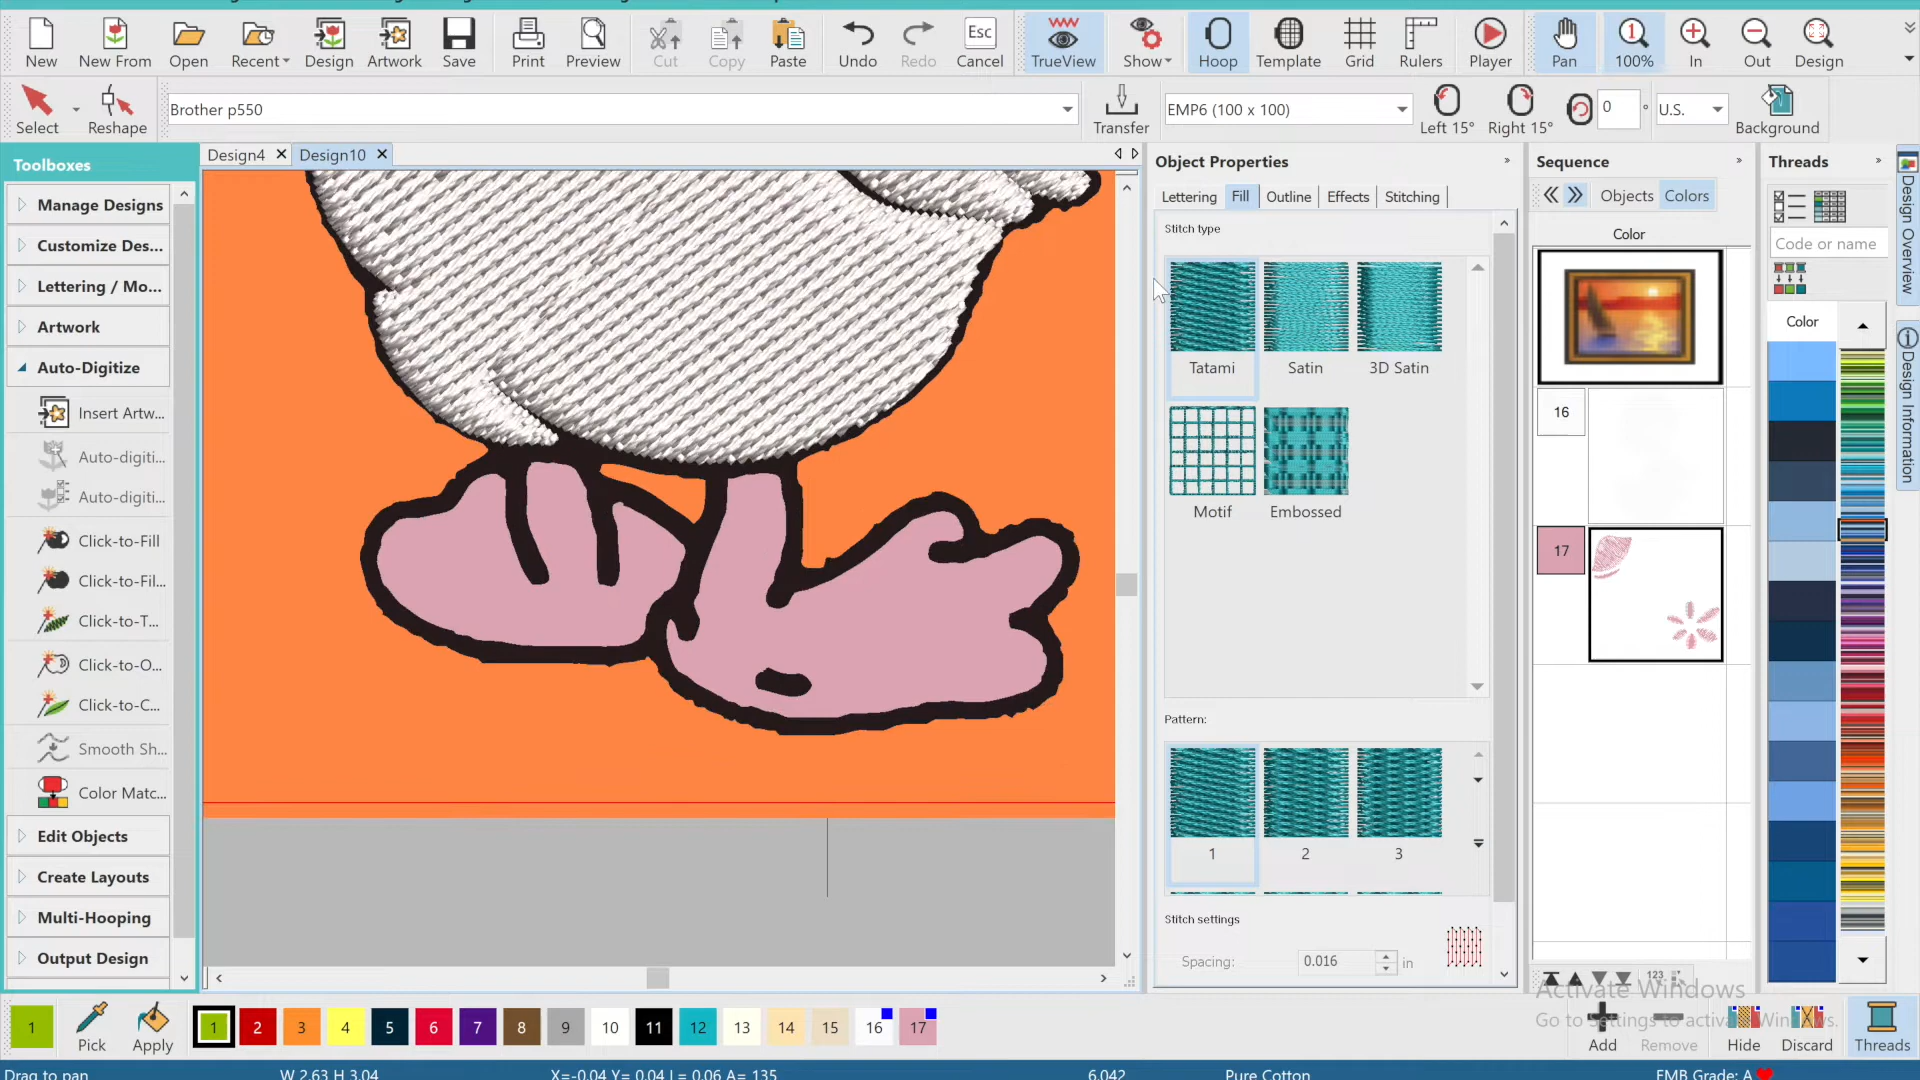 New New From Open Recent Design Artwork Save Print Preview Cut Copy Paste Undo Redo Esc Cancel TrueView Show Hoop Template Grid Rulers Player Pan 1 100% In Out Design
Select Reshape Brother p550 Transfer EMP6 (100 x 100) Left 15° Right 15° 0 ° U.S. Background
Toolboxes
Manage Designs
Customize Des...
Lettering / Mo...
Artwork
Auto-Digitize
Insert Artw...
Auto-digiti...
Auto-digiti...
Click-to-Fill
Click-to-Fil...
Click-to-T...
Click-to-O...
Click-to-C...
Smooth Sh...
Color Matc...
Edit Objects
Create Layouts
Multi-Hooping
Output Design
Design4 Design10
Object Properties
Lettering Fill Outline Effects Stitching
Stitch type
Tatami Satin 3D Satin
Motif Embossed
Pattern:
1 2 3
Stitch settings
Spacing: 0.016 in
Sequence
Objects Colors
Color
16
17
123
Threads
Code or name
Color
Design Overview
Design Information
Activate Windows
Go to Settings to activate Windows.
Add Remove Hide Discard Threads
1 Pick Apply 1 2 3 4 5 6 7 8 9 10 11 12 13 14 15 16 17
Drag to pan W 2.63 H 3.04 X=-0.04 Y= 0.04 L= 0.06 A= 135 6,042 Pure Cotton EMB Grade: A